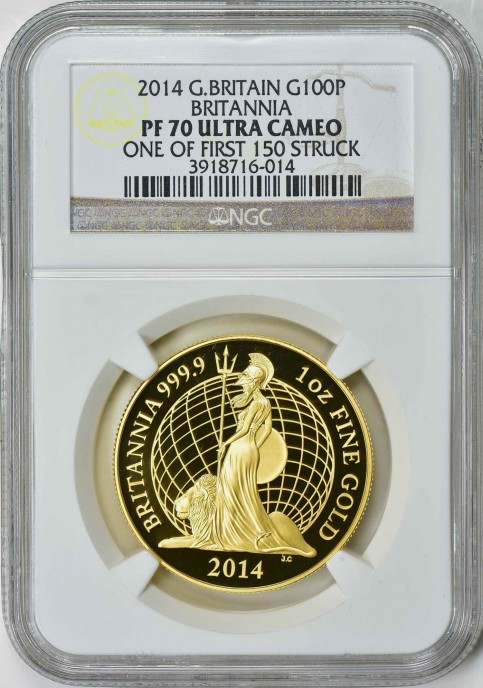 2014 G.BRITAIN G100P
BRITANNIA
PF 70 ULTRA CAMEO
ONE OF FIRST 150 STRUCK
3918716-014
NGC
BRITANNIA 999.9
1OZ FINE GOLD
2014
J.C